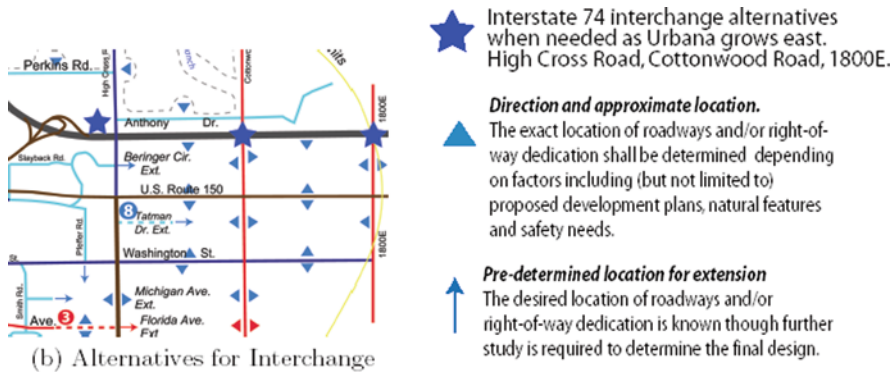 Perkins Rd.
High Cross R
Cottonw
nch
its
1800E
Anthony Dr.
Slayback Rd.
Beringer Cir.
Ext.
U.S. Route 150
8
Tatman
Dr. Ext.
Pfeffer Rd.
1800E
St.
Washington St.
Smith Rd.
Michigan Ave.
Ext.
Ave.
3
Florida Ave.
Ext
(b) Alternatives for Interchange
Interstate 74 interchange alternatives
when needed as Urbana grows east.
High Cross Road, Cottonwood Road, 1800E.
Direction and approximate location.
The exact location of roadways and/or right-of-
way dedication shall be determined depending
on factors including (but not limited to)
proposed development plans, natural features
and safety needs.
Pre-determined location for extension
The desired location of roadways and/or
right-of-way dedication is known though further
study is required to determine the final design.